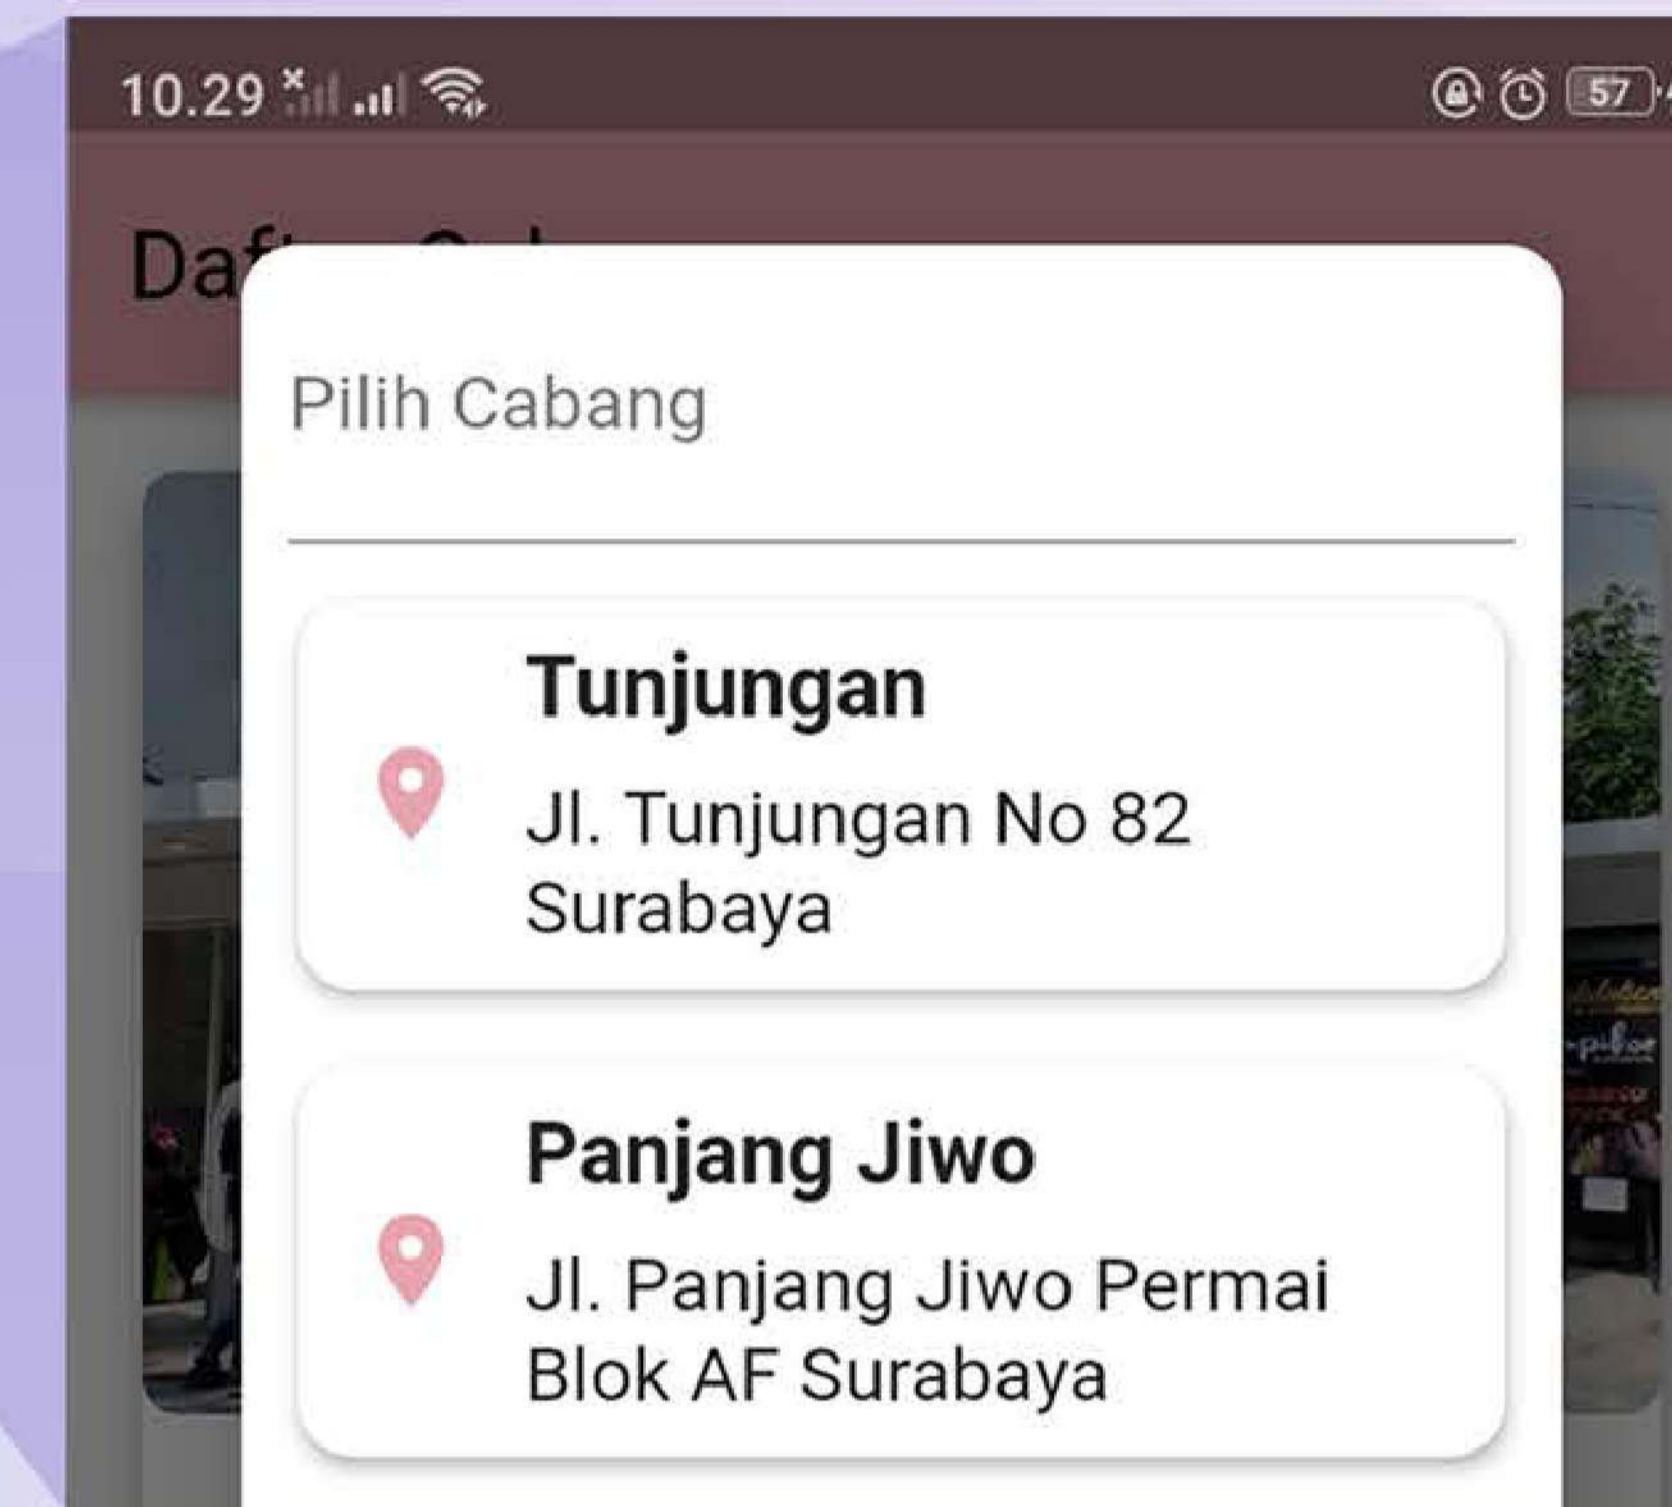 10.29
57
Pilih Cabang
Tunjungan
Jl. Tunjungan No 82
Surabaya
Panjang Jiwo
Jl. Panjang Jiwo Permai
Blok AF Surabaya